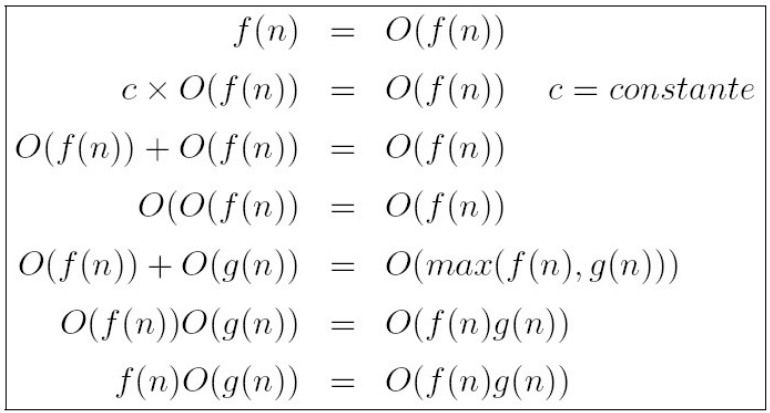 f(n) = O(f(n))
c × O(f(n)) = O(f(n)) c = constante
O(f(n)) + O(f(n)) = O(f(n))
O(O(f(n)) = O(f(n))
O(f(n)) + O(g(n)) = O(max(f(n), g(n)))
O(f(n))O(g(n)) = O(f(n)g(n))
f(n)O(g(n)) = O(f(n)g(n))